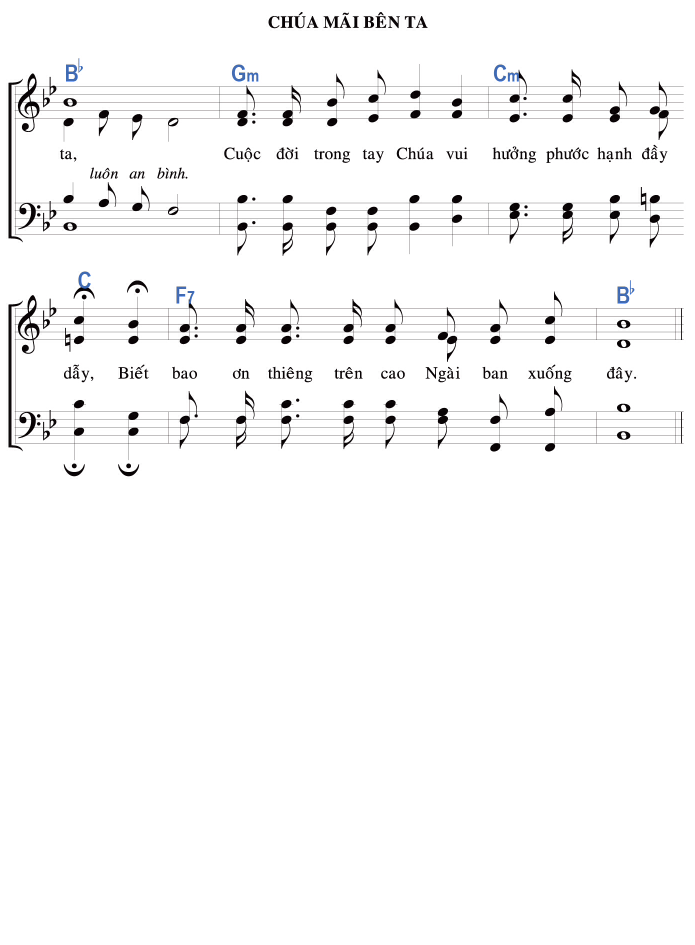 CHÚA MÃI BÊN TA
B♭ Gm Cm
ta, Cuộc đời trong tay Chúa vui hưởng phước hạnh đầy
luôn an bình.
C F7 B♭
dẫy, Biết bao ơn thiêng trên cao Ngài ban xuống đây.